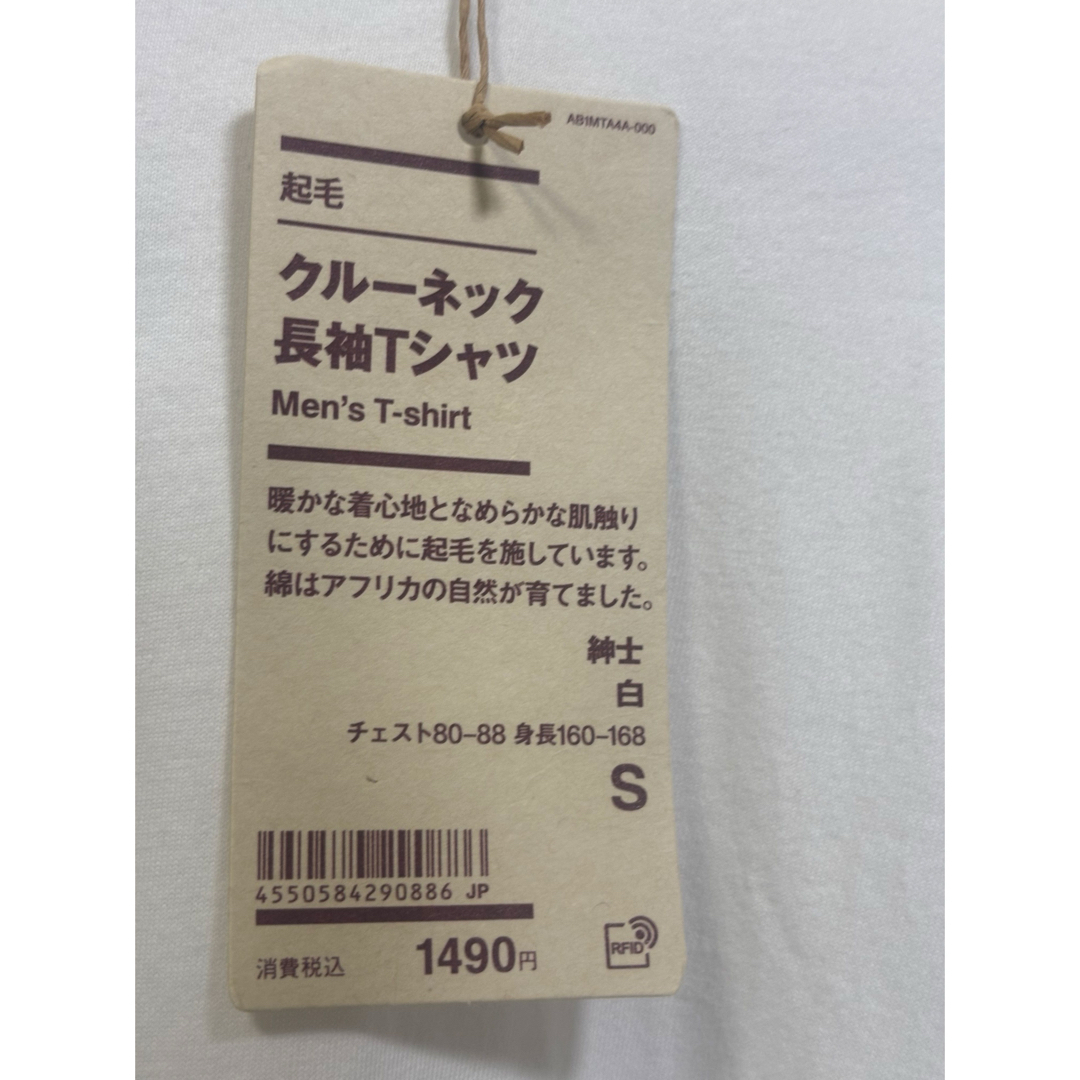 AB1MTA4A-000
起毛
クルーネック
長袖Tシャツ
Men's T-shirt
暖かな着心地となめらかな肌触り
にするために起毛を施しています。
綿はアフリカの自然が育てました。
紳士
白
チェスト80-88 身長160-168
S
4550584290886 JP
消費税込 1490円
RFID